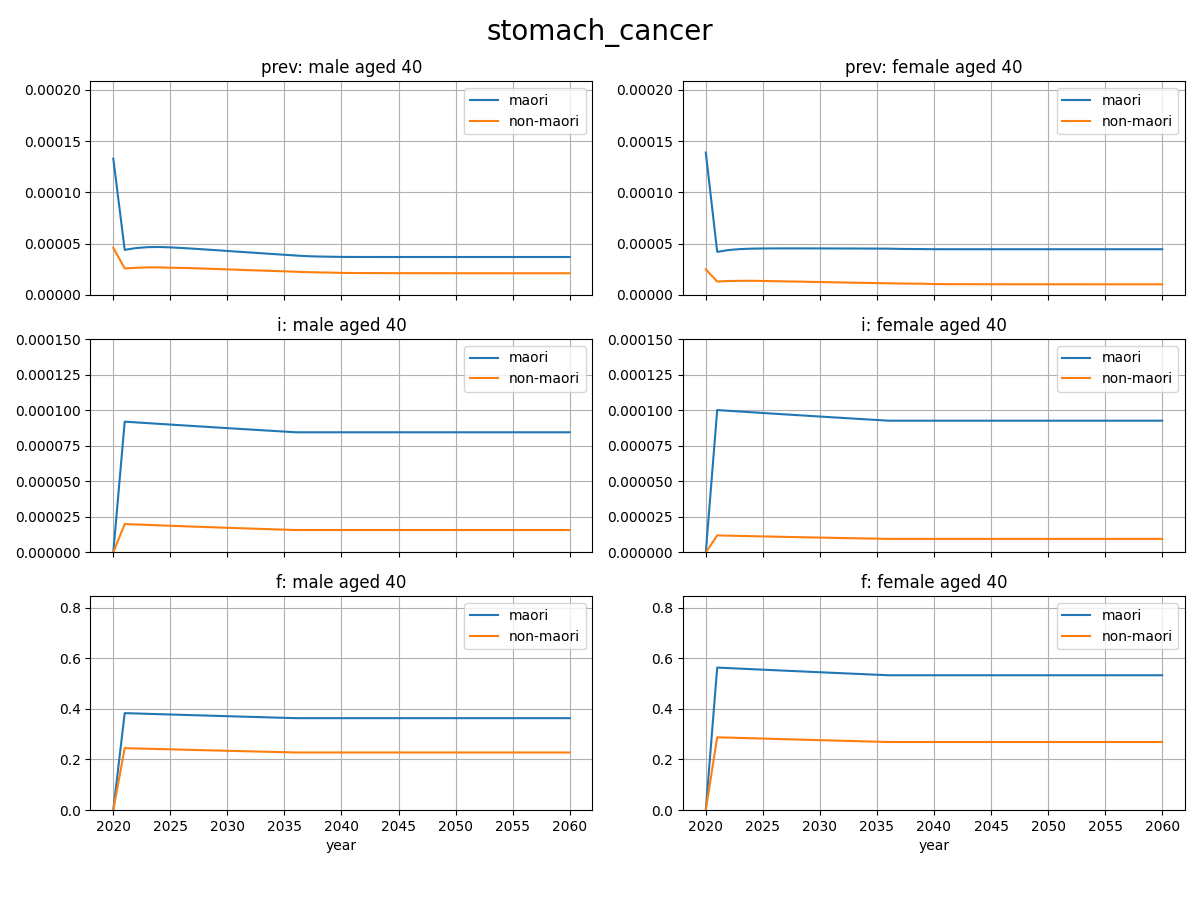 stomach_cancer
prev: male aged 40
0.00020
0.00015
0.00010
0.00005
0.00000
maori
non-maori
prev: female aged 40
0.00020
0.00015
0.00010
0.00005
0.00000
maori
non-maori
i: male aged 40
0.000150
0.000125
0.000100
0.000075
0.000050
0.000025
0.000000
maori
non-maori
i: female aged 40
0.000150
0.000125
0.000100
0.000075
0.000050
0.000025
0.000000
maori
non-maori
f: male aged 40
0.8
0.6
0.4
0.2
0.0
maori
non-maori
2020 2025 2030 2035 2040 2045 2050 2055 2060
year
f: female aged 40
0.8
0.6
0.4
0.2
0.0
maori
non-maori
2020 2025 2030 2035 2040 2045 2050 2055 2060
year